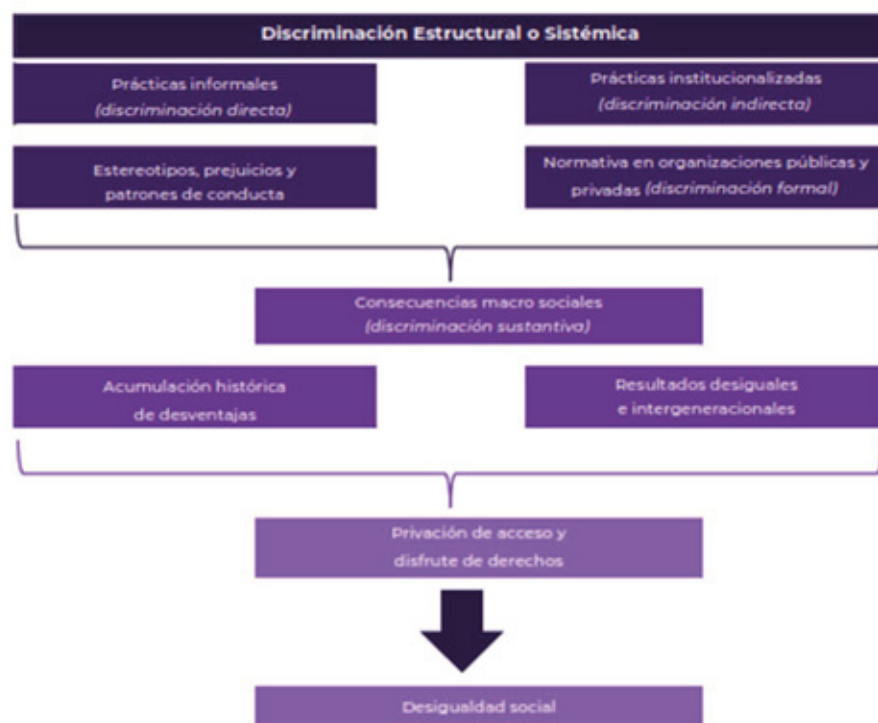 Discriminación Estructural o Sistémica
Prácticas informales
(discriminación directa)
Prácticas institucionalizadas
(discriminación indirecta)
Estereotipos, prejuicios y
patrones de conducta
Normativa en organizaciones públicas y
privadas (discriminación formal)
Consecuencias macro sociales
(discriminación sustantiva)
Acumulación histórica
de desventajas
Resultados desiguales
e intergeneracionales
Privación de acceso y
disfrute de derechos
Desigualdad social